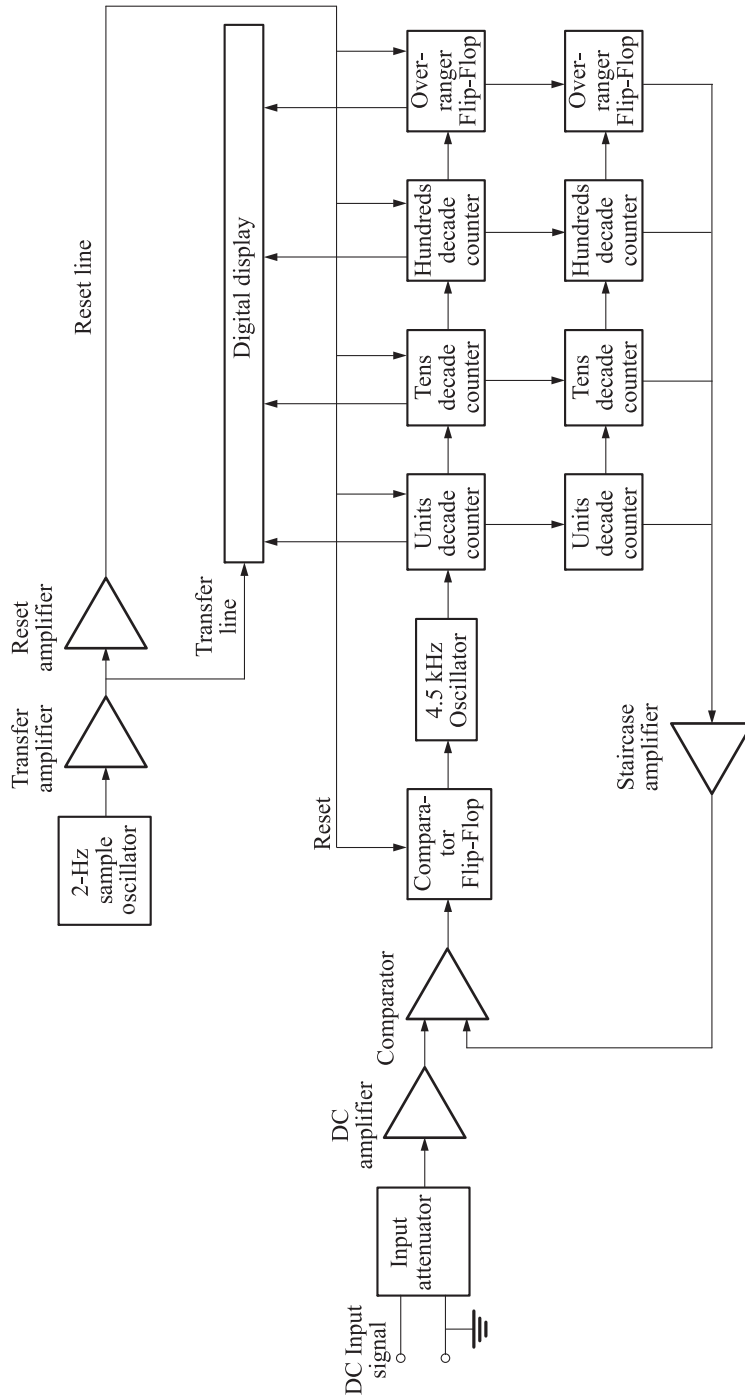 2-Hz
sample
oscillator
Transfer
amplifier
Reset
amplifier
Reset line
Transfer
line
Digital display
Reset
DC Input
signal
Input
attenuator
DC
amplifier
Comparator
Compara-
tor
Flip-Flop
4.5 kHz
Oscillator
Units
decade
counter
Tens
decade
counter
Hundreds
decade
counter
Over-
ranger
Flip-Flop
Units
decade
counter
Tens
decade
counter
Hundreds
decade
counter
Over-
ranger
Flip-Flop
Staircase
amplifier